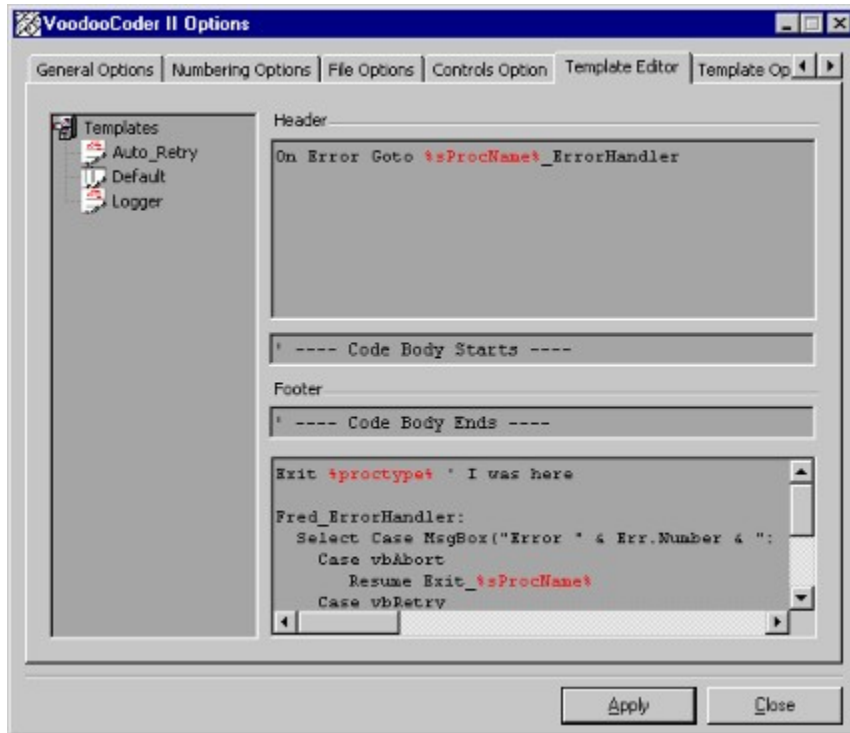 VoodooCoder II Options
General Options
Numbering Options
File Options
Controls Option
Template Editor
Template Op
Templates
Auto_Retry
Default
Logger
Header
On Error Goto %sProcName%_ErrorHandler
' ---- Code Body Starts ----
Footer
' ---- Code Body Ends ----
Exit %proctype% ' I was here
Fred_ErrorHandler:
Select Case MsgBox("Error " & Err.Number & ":
Case vbAbort
Resume Exit_%sProcName%
Case vbRetry
Apply
Close